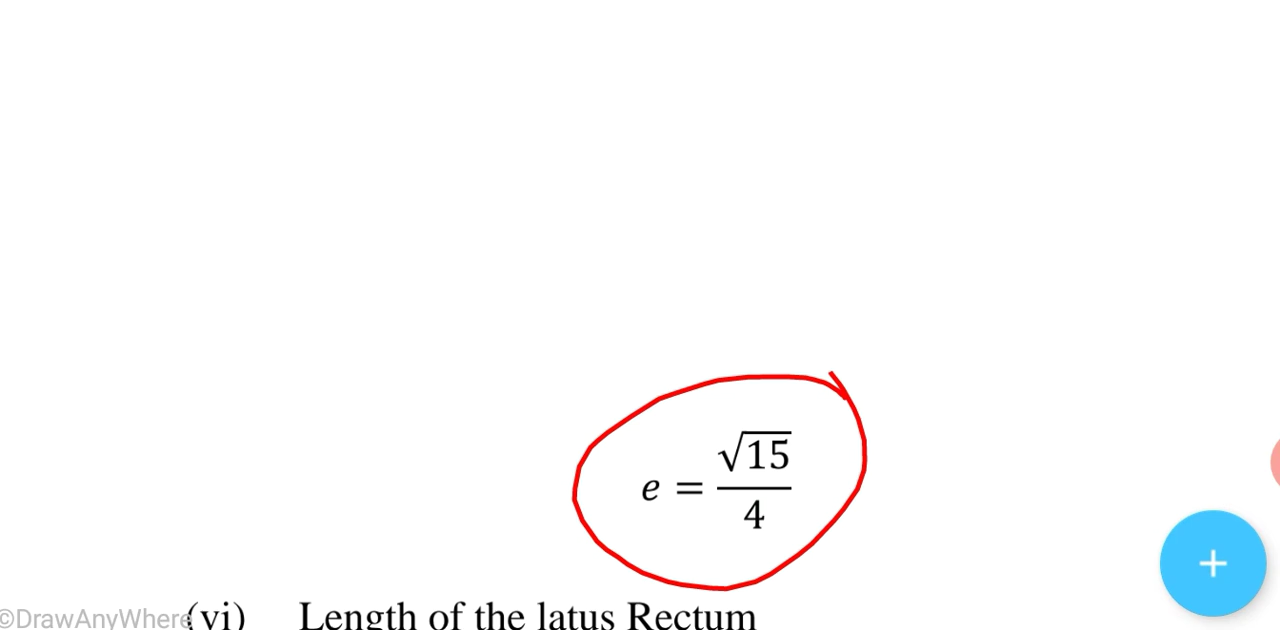 e = √15/4
©DrawAnyWhere
(vi) Length of the latus Rectum